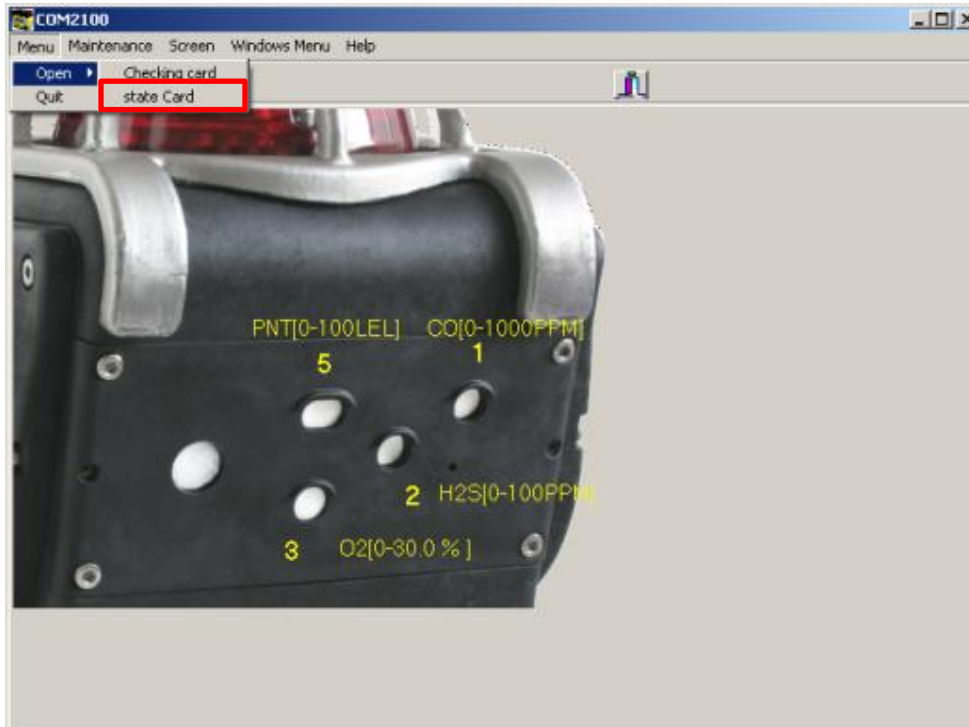 COM2100
Menu Maintenance Screen Windows Menu Help
Open Checking card
Quit state Card
PNT[0-100LEL] CO[0-1000PPM]
5 1
2 H2S[0-100PPM]
3 O2[0-30.0 % ]